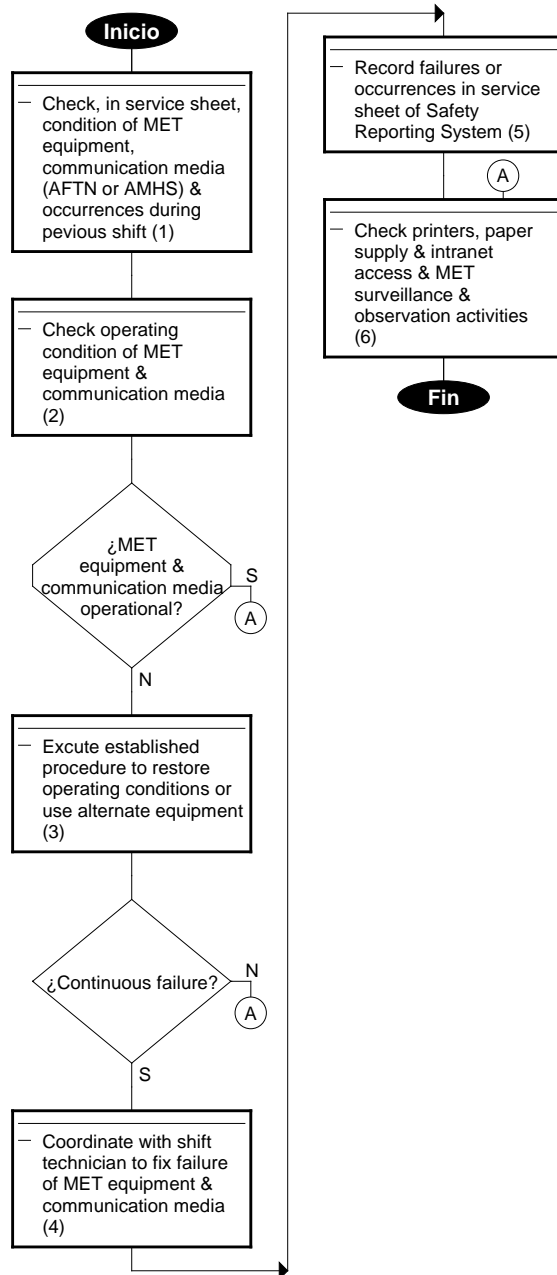 Inicio
Check, in service sheet,
condition of MET
equipment,
communication media
(AFTN or AMHS) &
occurrences during
pevious shift (1)
Check operating
condition of MET
equipment &
communication media
(2)
¿MET
equipment &
communication media
operational?
S
A
N
Excute established
procedure to restore
operating conditions or
use alternate equipment
(3)
¿Continuous failure?
N
A
S
Coordinate with shift
technician to fix failure
of MET equipment &
communication media
(4)
Record failures or
occurrences in service
sheet of Safety
Reporting System (5)
A
Check printers, paper
supply & intranet
access & MET
surveillance &
observation activities
(6)
Fin